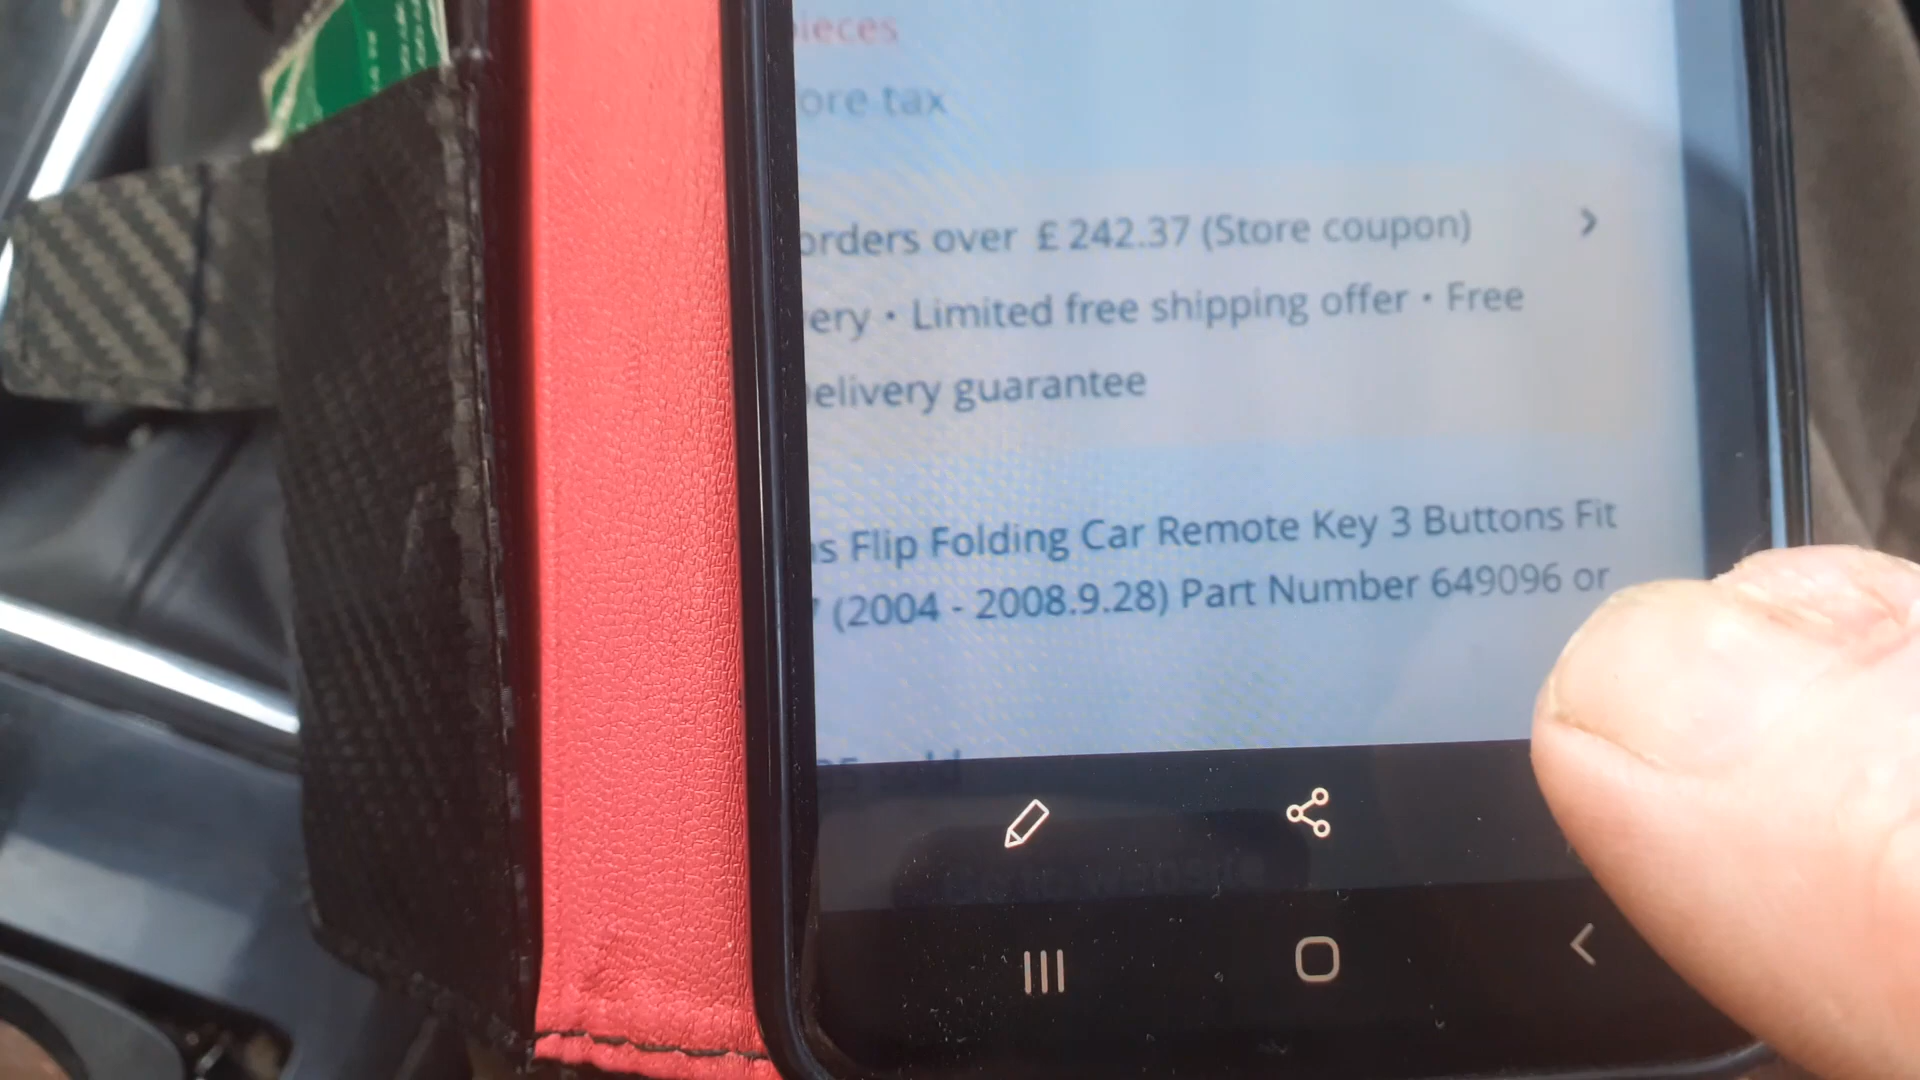 pieces
ore tax
orders over £ 242.37 (Store coupon)
ery • Limited free shipping offer • Free
elivery guarantee
s Flip Folding Car Remote Key 3 Buttons Fit
(2004 - 2008.9.28) Part Number 649096 or